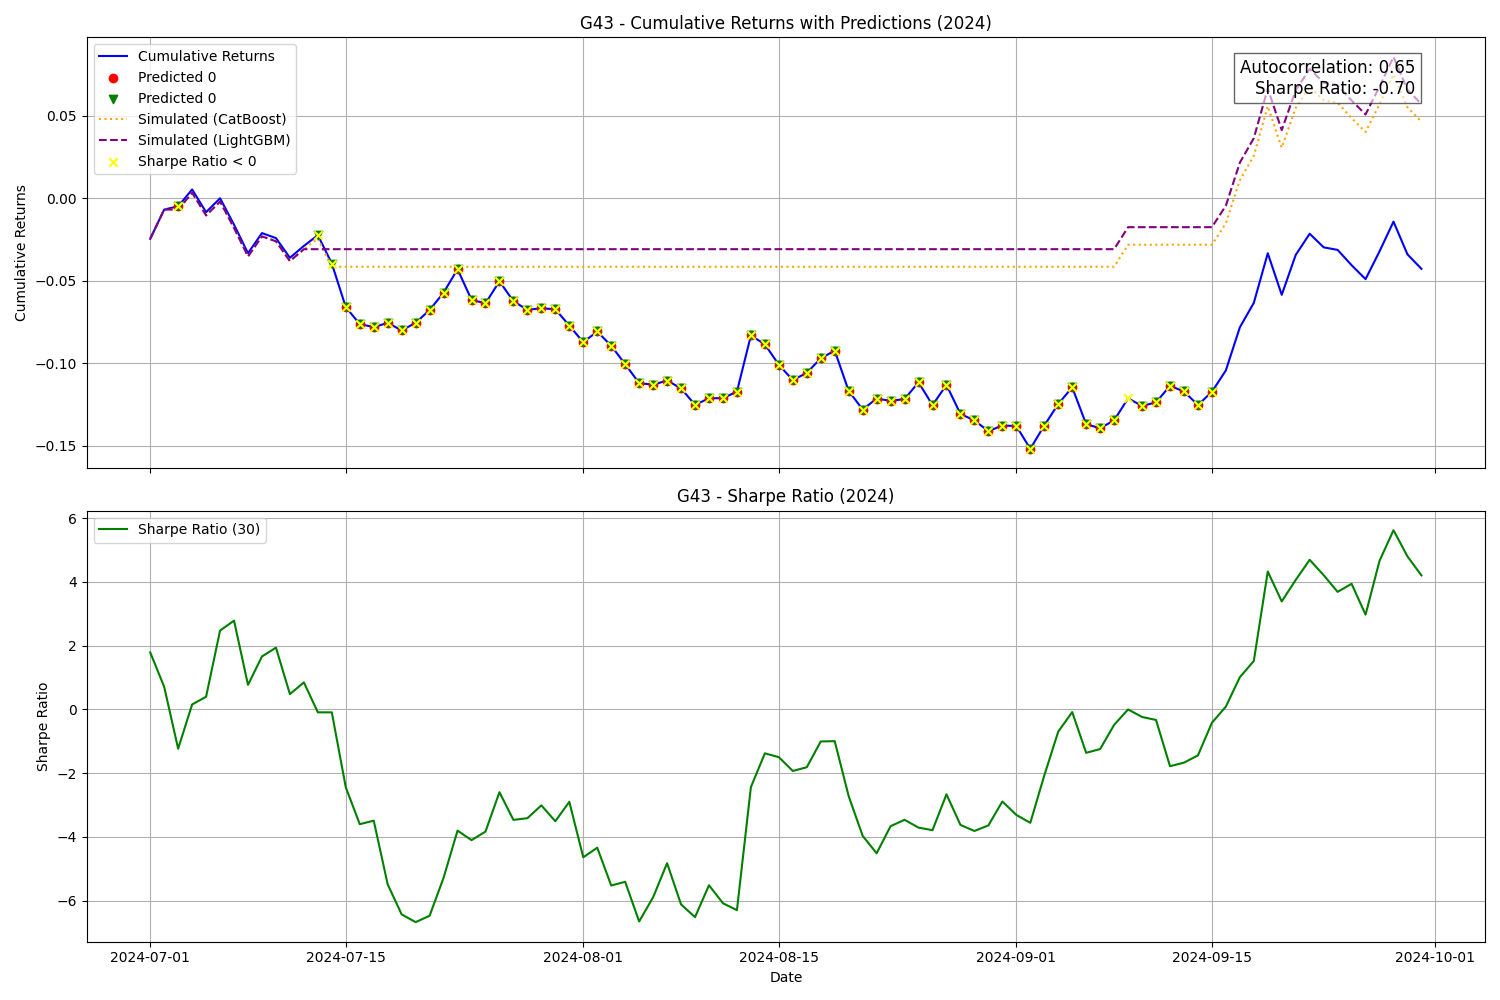 G43 - Cumulative Returns with Predictions (2024)
Cumulative Returns
Predicted 0
Predicted 0
Simulated (CatBoost)
Simulated (LightGBM)
Sharpe Ratio < 0
Autocorrelation: 0.65
Sharpe Ratio: -0.70
Cumulative Returns
0.05
0.00
−0.05
−0.10
−0.15
G43 - Sharpe Ratio (2024)
Sharpe Ratio (30)
Sharpe Ratio
6
4
2
0
−2
−4
−6
2024-07-01
2024-07-15
2024-08-01
2024-08-15
2024-09-01
2024-09-15
2024-10-01
Date